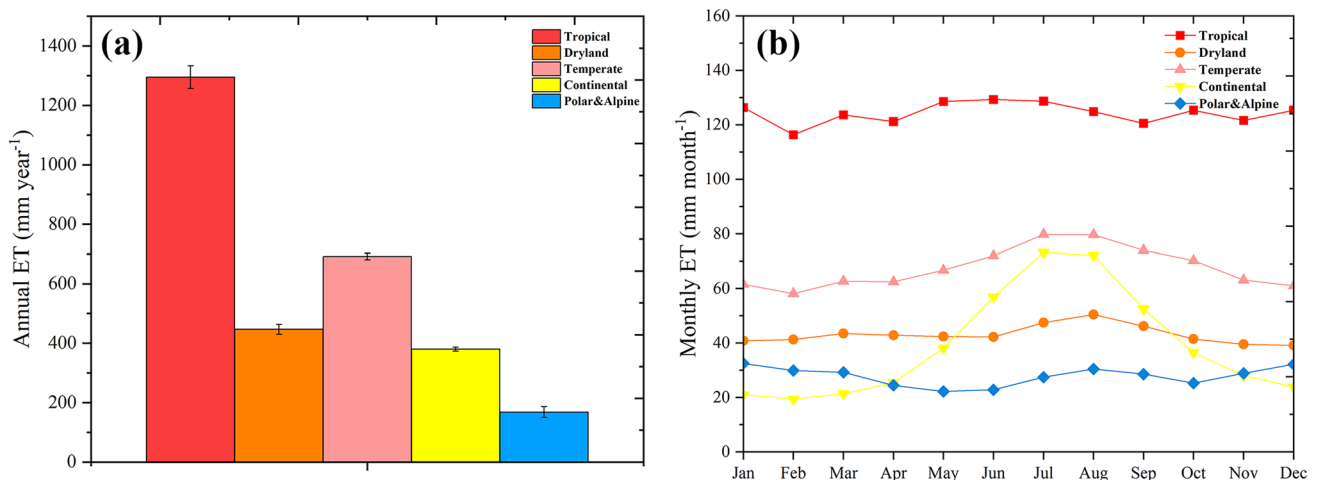 (a)
Annual ET (mm year⁻¹)
1400
1200
1000
800
600
400
200
0
Tropical
Dryland
Temperate
Continental
Polar&Alpine
(b)
Monthly ET (mm month⁻¹)
160
140
120
100
80
60
40
20
0
Tropical
Dryland
Temperate
Continental
Polar&Alpine
Jan Feb Mar Apr May Jun Jul Aug Sep Oct Nov Dec